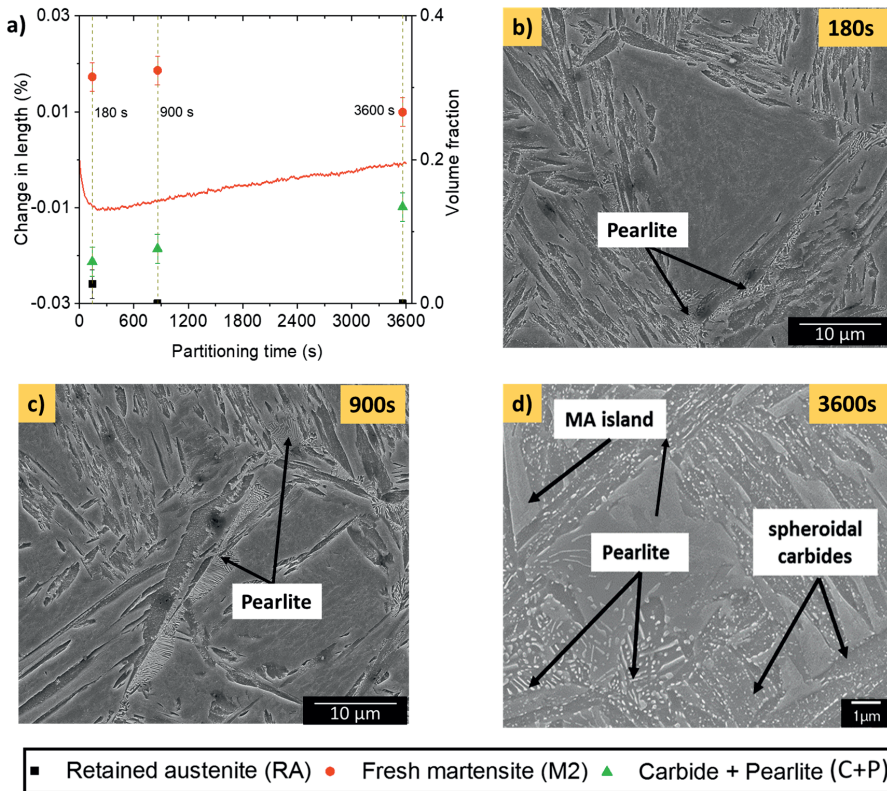 a)
0.03
0.01
-0.01
-0.03
Change in length (%)
0.4
0.2
0.0
Volume fraction
180 s
900 s
3600 s
0 600 1200 1800 2400 3000 3600
Partitioning time (s)
b)
180s
Pearlite
10 µm
c)
900s
Pearlite
10 µm
d)
3600s
MA island
Pearlite
spheroidal
carbides
1µm
Retained austenite (RA) Fresh martensite (M2) Carbide + Pearlite (C+P)